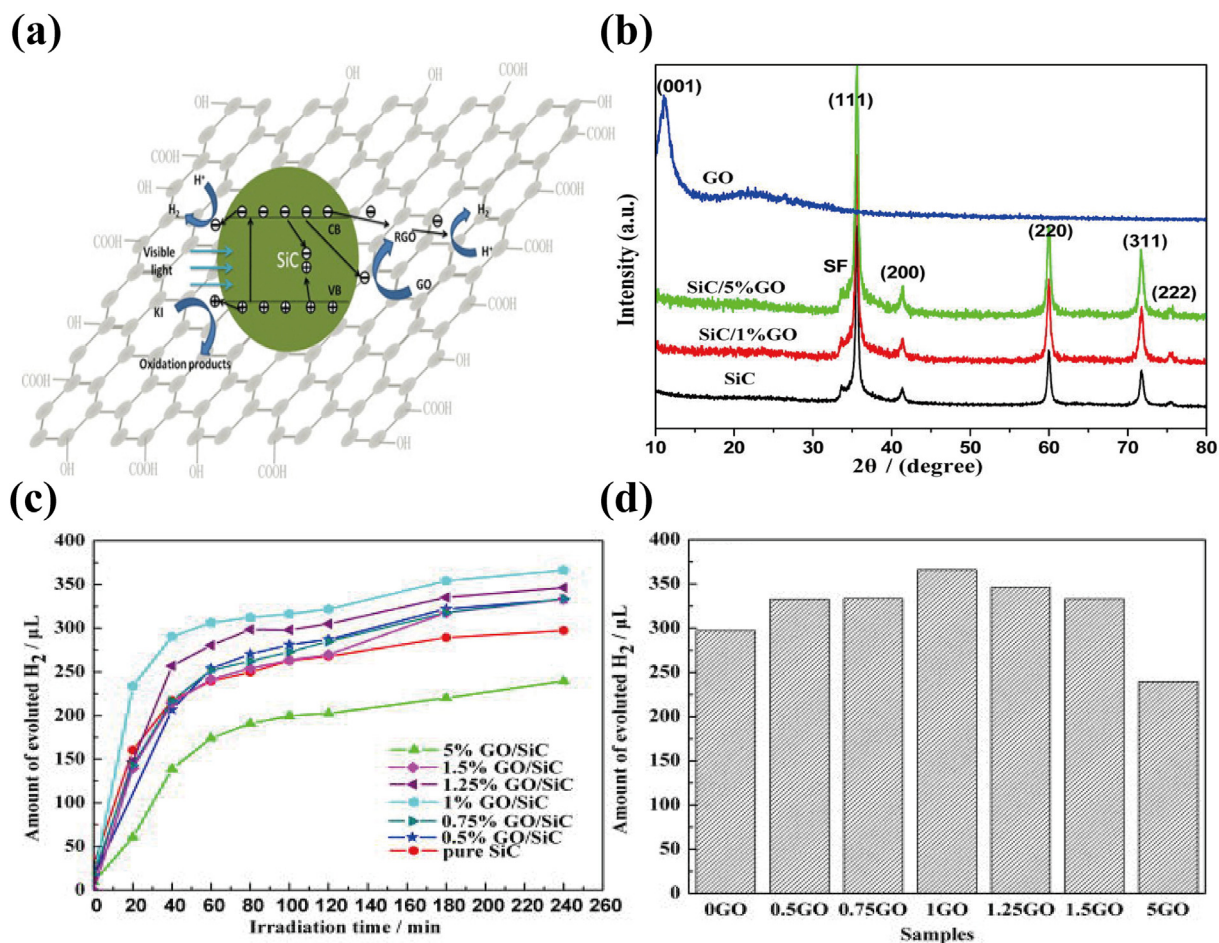 (a)
OH
COOH
OH
COOH
OH
OH
COOH
OH
COOH
COOH
COOH
COOH
OH
COOH
H⁺
H₂
CB
H₂
RGO
H⁺
Visible
light
SiC
GO
VB
KI
Oxidation products
COOH
COOH
COOH
OH
COOH
COOH
OH
OH
COOH
OH
COOH
(b)
(001)
(111)
GO
(220)
(311)
SF
(200)
(222)
SiC/5%GO
SiC/1%GO
SiC
Intensity (a.u.)
10 20 30 40 50 60 70 80
2θ / (degree)
(c)
Amount of evoluted H₂ / µL
400
350
300
250
200
150
100
50
0
5% GO/SiC
1.5% GO/SiC
1.25% GO/SiC
1% GO/SiC
0.75% GO/SiC
0.5% GO/SiC
pure SiC
0 20 40 60 80 100 120 140 160 180 200 220 240 260
Irradiation time / min
(d)
Amount of evoluted H₂ / µL
400
350
300
250
200
150
100
50
0
0GO 0.5GO 0.75GO 1GO 1.25GO 1.5GO 5GO
Samples